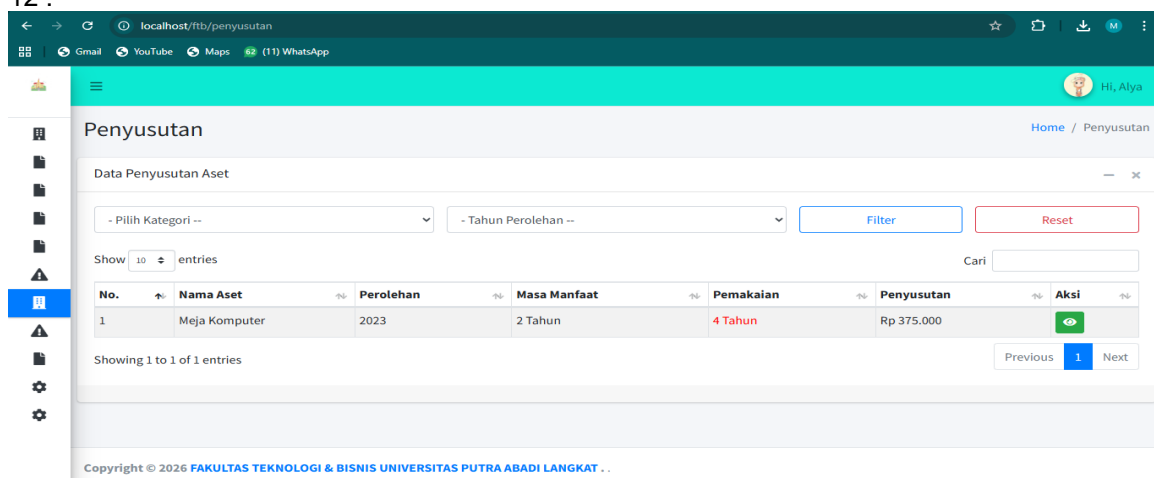 12 .
localhost/ftb/penyusutan M
Gmail YouTube Maps 62 (11) WhatsApp
Hi, Alya
Penyusutan Home / Penyusutan
Data Penyusutan Aset
- Pilih Kategori -- - Tahun Perolehan -- Filter Reset
Show 10 entries Cari
No. Nama Aset Perolehan Masa Manfaat Pemakaian Penyusutan Aksi
1 Meja Komputer 2023 2 Tahun 4 Tahun Rp 375.000
Showing 1 to 1 of 1 entries Previous 1 Next
Copyright © 2026 FAKULTAS TEKNOLOGI & BISNIS UNIVERSITAS PUTRA ABADI LANGKAT . .